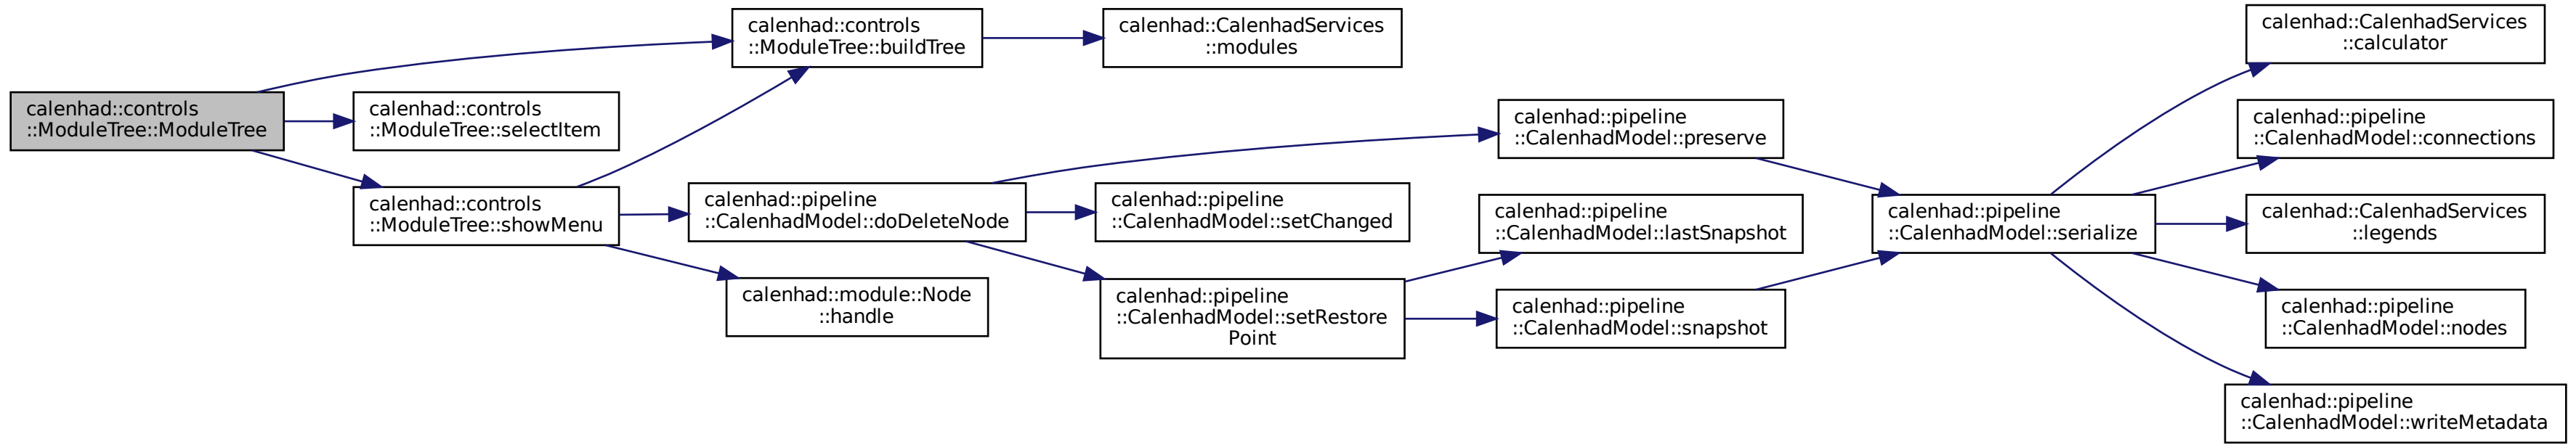 calenhad::controls
::ModuleTree::ModuleTree
calenhad::controls
::ModuleTree::buildTree
calenhad::controls
::ModuleTree::selectItem
calenhad::controls
::ModuleTree::showMenu
calenhad::CalenhadServices
::modules
calenhad::pipeline
::CalenhadModel::doDeleteNode
calenhad::module::Node
::handle
calenhad::pipeline
::CalenhadModel::preserve
calenhad::pipeline
::CalenhadModel::setChanged
calenhad::pipeline
::CalenhadModel::setRestore
Point
calenhad::pipeline
::CalenhadModel::lastSnapshot
calenhad::pipeline
::CalenhadModel::snapshot
calenhad::pipeline
::CalenhadModel::serialize
calenhad::CalenhadServices
::calculator
calenhad::pipeline
::CalenhadModel::connections
calenhad::CalenhadServices
::legends
calenhad::pipeline
::CalenhadModel::nodes
calenhad::pipeline
::CalenhadModel::writeMetadata